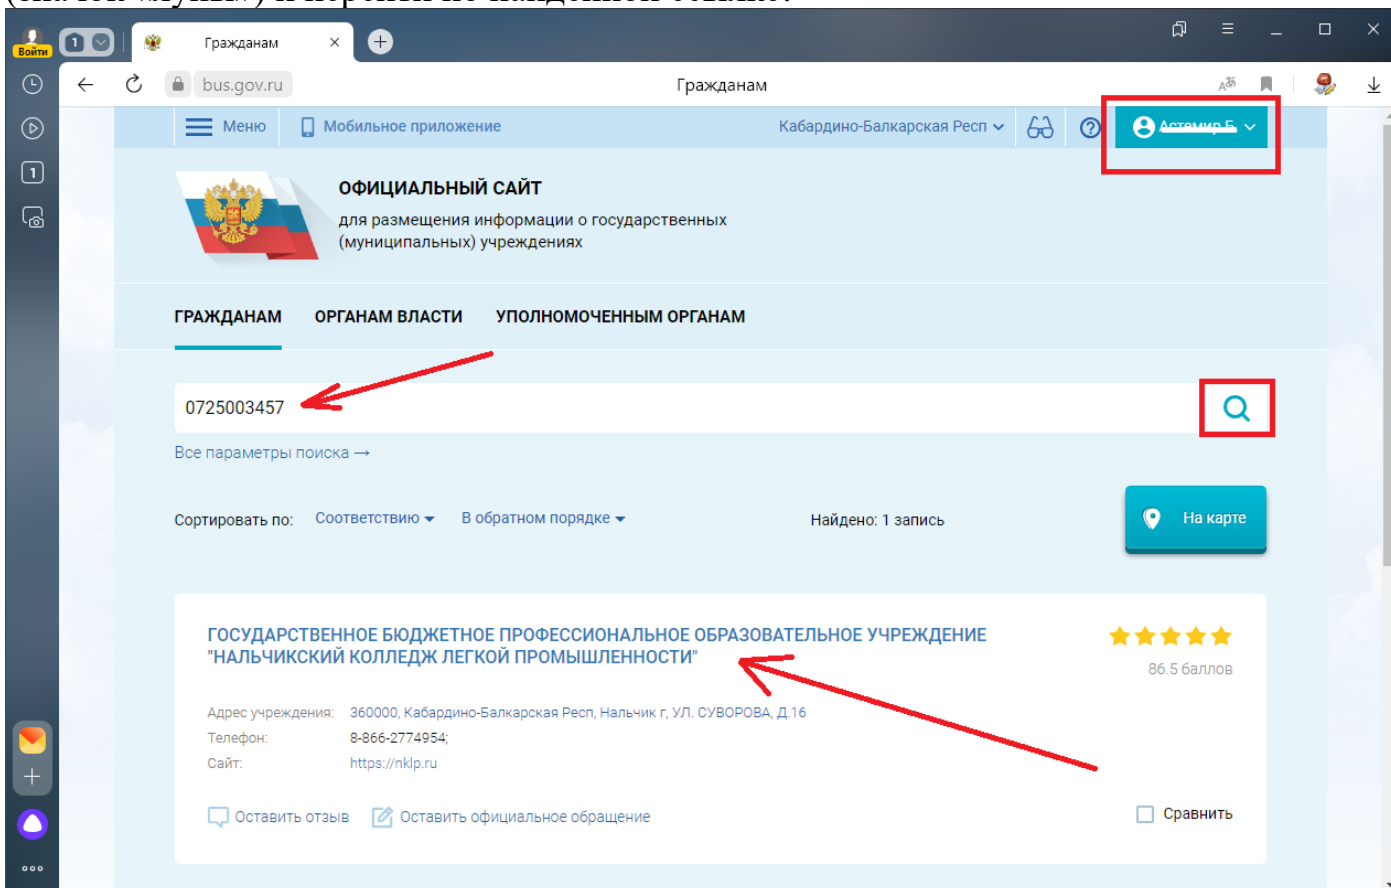 Войти
1
Гражданам
bus.gov.ru
Гражданам
Меню
Мобильное приложение
Кабардино-Балкарская Респ
Астемир Б.
1
ОФИЦИАЛЬНЫЙ САЙТ
для размещения информации о государственных
(муниципальных) учреждениях
ГРАЖДАНАМ ОРГАНАМ ВЛАСТИ УПОЛНОМОЧЕННЫМ ОРГАНАМ
0725003457
Все параметры поиска →
Сортировать по: Соответствию В обратном порядке Найдено: 1 запись
На карте
ГОСУДАРСТВЕННОЕ БЮДЖЕТНОЕ ПРОФЕССИОНАЛЬНОЕ ОБРАЗОВАТЕЛЬНОЕ УЧРЕЖДЕНИЕ
"НАЛЬЧИКСКИЙ КОЛЛЕДЖ ЛЕГКОЙ ПРОМЫШЛЕННОСТИ"
86.5 баллов
Адрес учреждения: 360000, Кабардино-Балкарская Респ, Нальчик г, УЛ. СУВОРОВА, Д.16
Телефон: 8-866-2774954;
Сайт: https://nklp.ru
Оставить отзыв Оставить официальное обращение
Сравнить